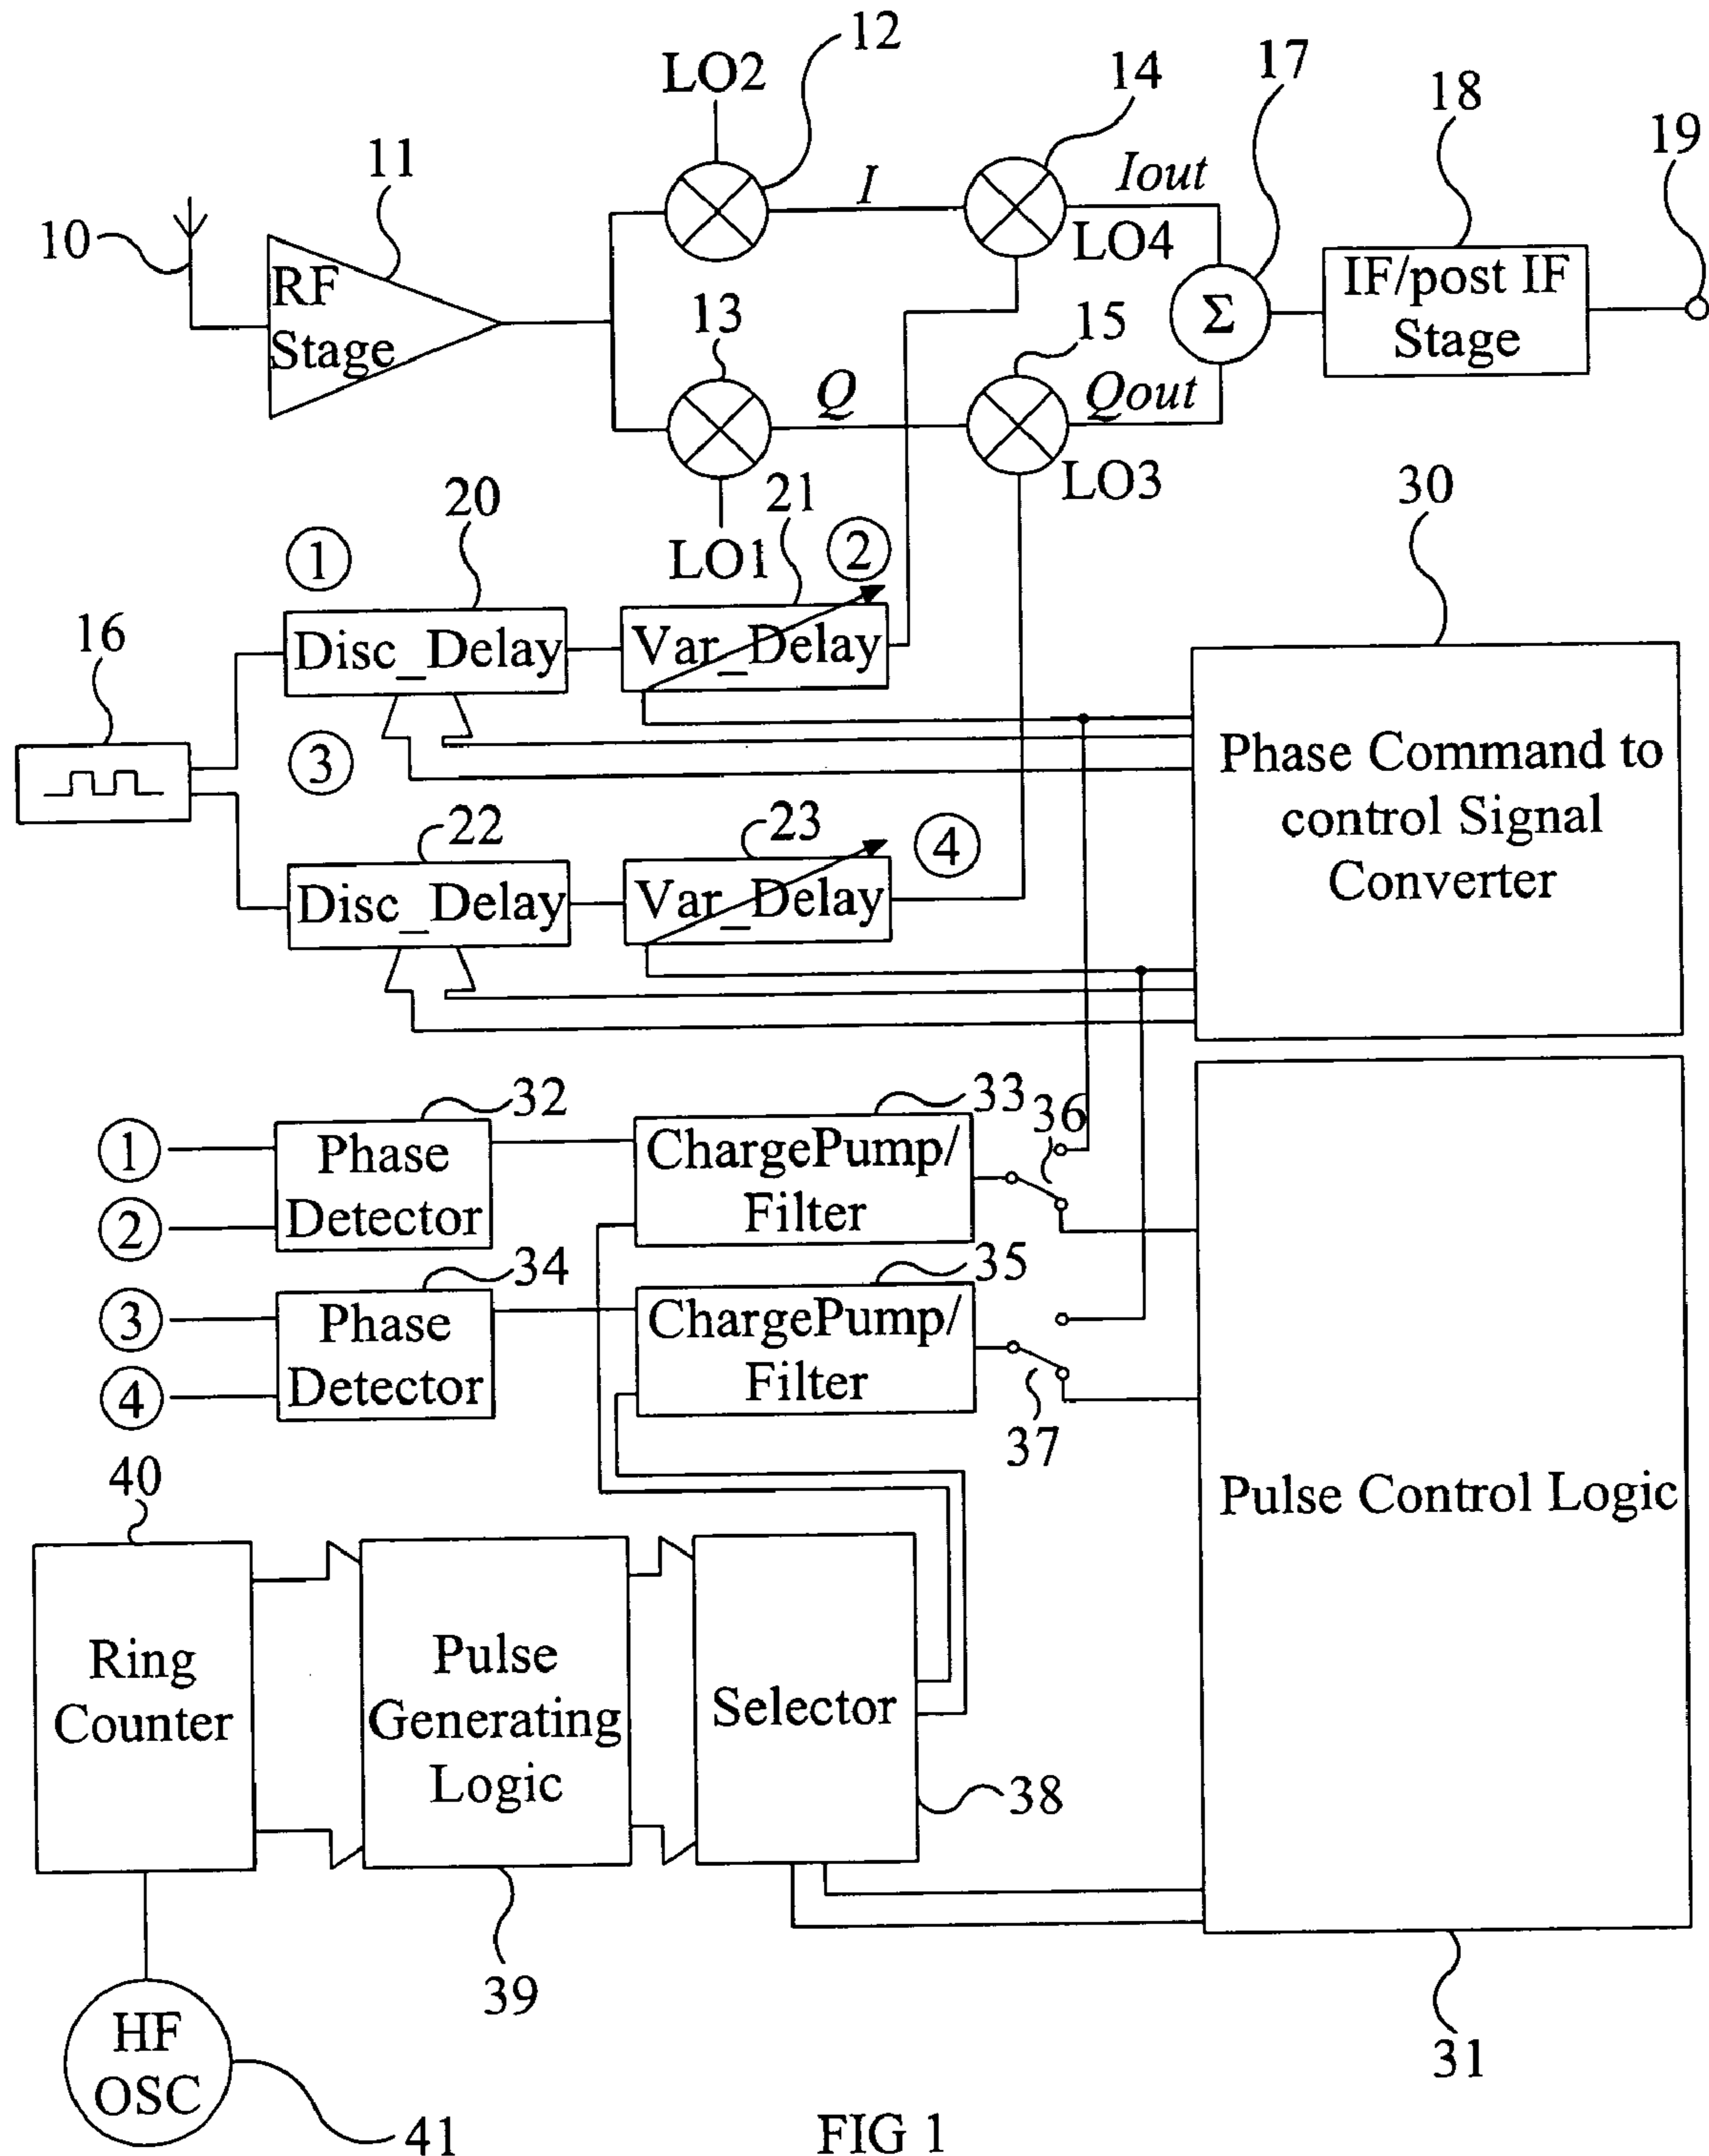 12
LO2
14
17
18
19
11
I
Iout
10
RF
Stage
LO4
Σ
IF/post IF
Stage
13
15
Q
Qout
LO3
20
21
30
1
LO1
2
16
Disc_Delay
Var_Delay
3
Phase Command to
control Signal
Converter
22
23
4
Disc_Delay
Var_Delay
32
33
36
1
Phase
Detector
ChargePump/
Filter
2
34
35
3
Phase
Detector
ChargePump/
Filter
4
37
40
Pulse Control Logic
Ring
Counter
Pulse
Generating
Logic
Selector
38
39
31
HF
OSC
41
FIG 1